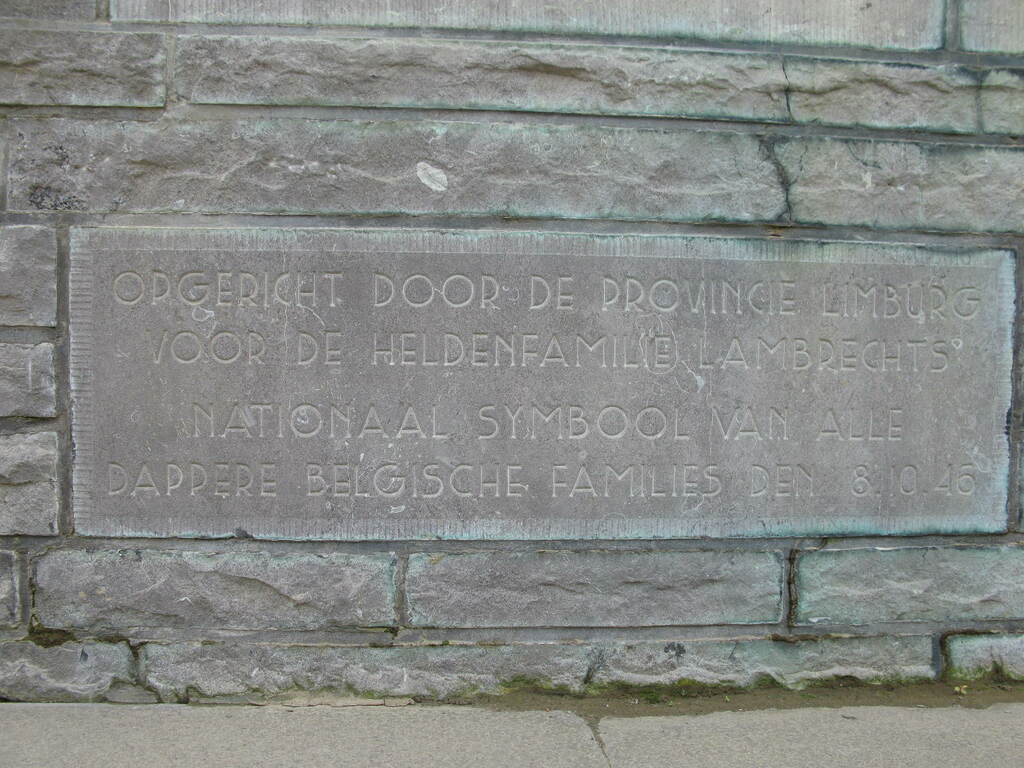 OPGERICHT DOOR DE PROVINCIE LIMBURG
VOOR DE HELDENFAMILIE LAMBRECHTS
NATIONAAL SYMBOOL VAN ALLE
DAPPERE BELGISCHE FAMILIES DEN 8.10.46